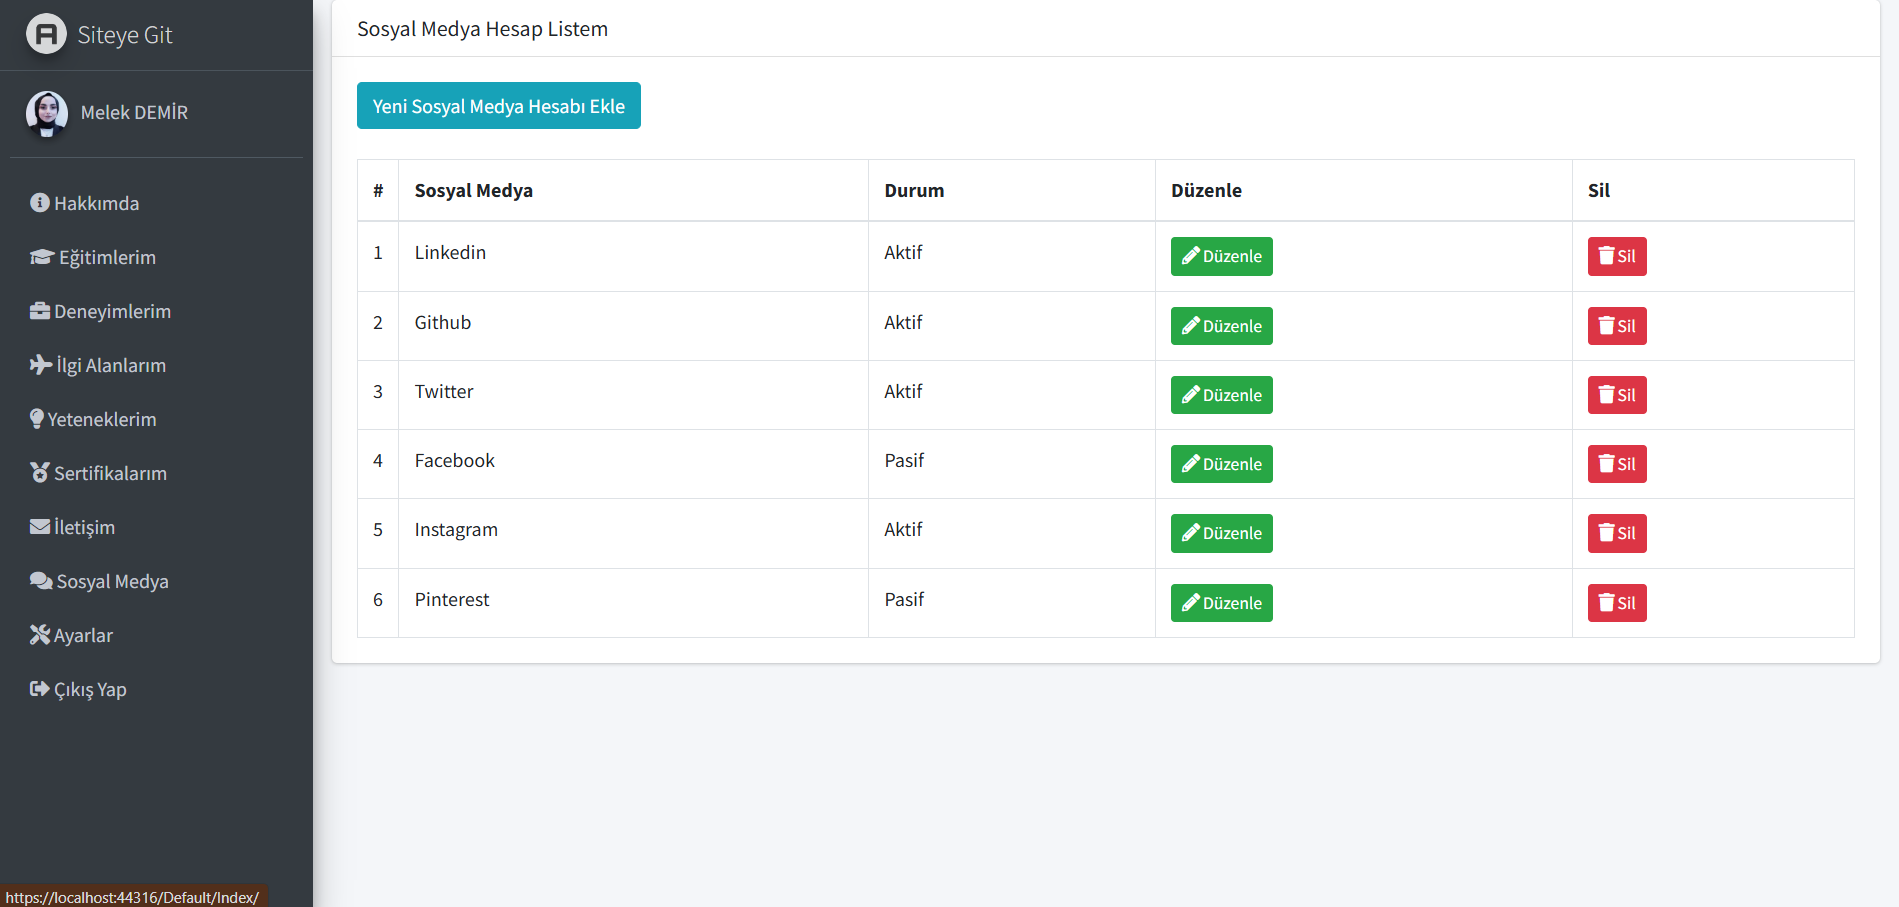 Siteye Git
Melek DEMİR
Hakkımda
Eğitimlerim
Deneyimlerim
İlgi Alanlarım
Yeteneklerim
Sertifikalarım
İletişim
Sosyal Medya
Ayarlar
Çıkış Yap
https://localhost:44316/Default/Index/
Sosyal Medya Hesap Listem
Yeni Sosyal Medya Hesabı Ekle
# Sosyal Medya Durum Düzenle Sil
1 Linkedin Aktif Düzenle Sil
2 Github Aktif Düzenle Sil
3 Twitter Aktif Düzenle Sil
4 Facebook Pasif Düzenle Sil
5 Instagram Aktif Düzenle Sil
6 Pinterest Pasif Düzenle Sil